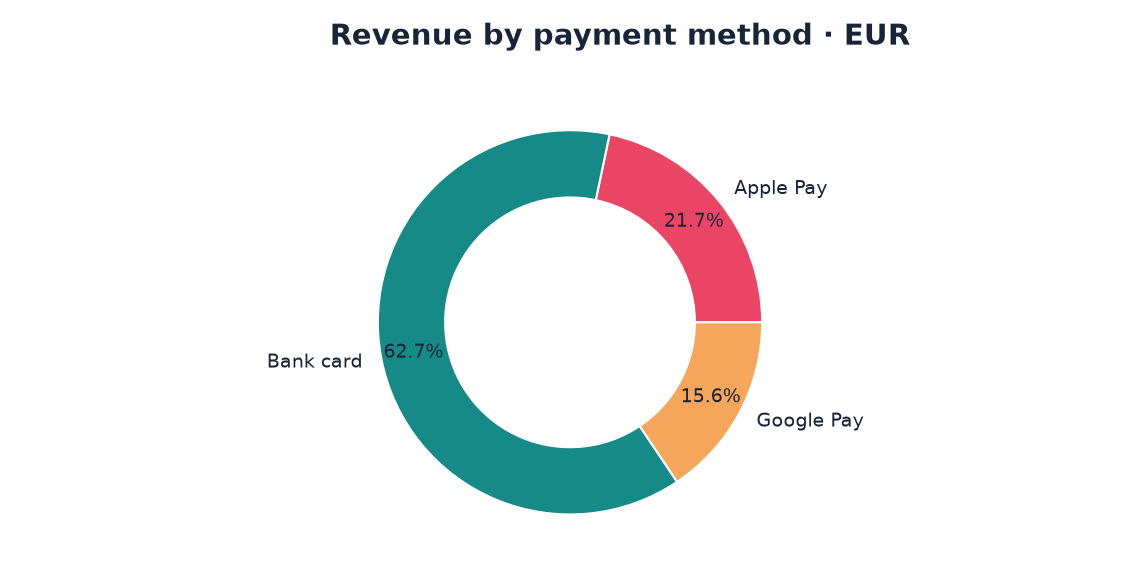 Revenue by payment method · EUR
Apple Pay
21.7%
62.7%
Bank card
15.6%
Google Pay